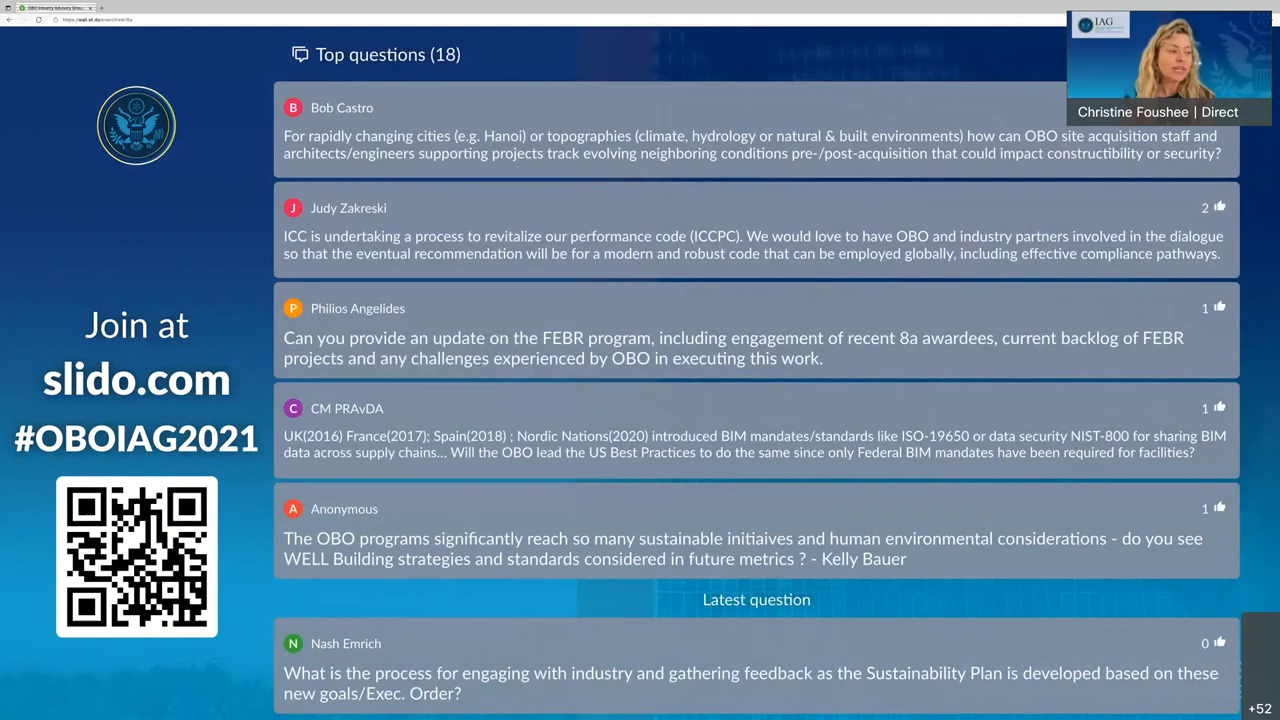 OBO Industry Advisory Group
https://wall.sli.do/event/
Top questions (18)
IAG
Christine Foushee | Direct
B
Bob Castro
For rapidly changing cities (e.g. Hanoi) or topographies (climate, hydrology or natural & built environments) how can OBO site acquisition staff and
architects/engineers supporting projects track evolving neighboring conditions pre-/post-acquisition that could impact constructibility or security?
J
Judy Zakreski
2
ICC is undertaking a process to revitalize our performance code (ICCPC). We would love to have OBO and industry partners involved in the dialogue
so that the eventual recommendation will be for a modern and robust code that can be employed globally, including effective compliance pathways.
P
Philios Angelides
1
Can you provide an update on the FEBR program, including engagement of recent 8a awardees, current backlog of FEBR
projects and any challenges experienced by OBO in executing this work.
C
CM PRAvDA
1
UK(2016) France(2017); Spain(2018) ; Nordic Nations(2020) introduced BIM mandates/standards like ISO-19650 or data security NIST-800 for sharing BIM
data across supply chains... Will the OBO lead the US Best Practices to do the same since only Federal BIM mandates have been required for facilities?
A
Anonymous
1
The OBO programs significantly reach so many sustainable initiaives and human environmental considerations - do you see
WELL Building strategies and standards considered in future metrics ? - Kelly Bauer
Latest question
N
Nash Emrich
0
What is the process for engaging with industry and gathering feedback as the Sustainability Plan is developed based on these
new goals/Exec. Order?
Join at
slido.com
#OBOIAG2021
+52